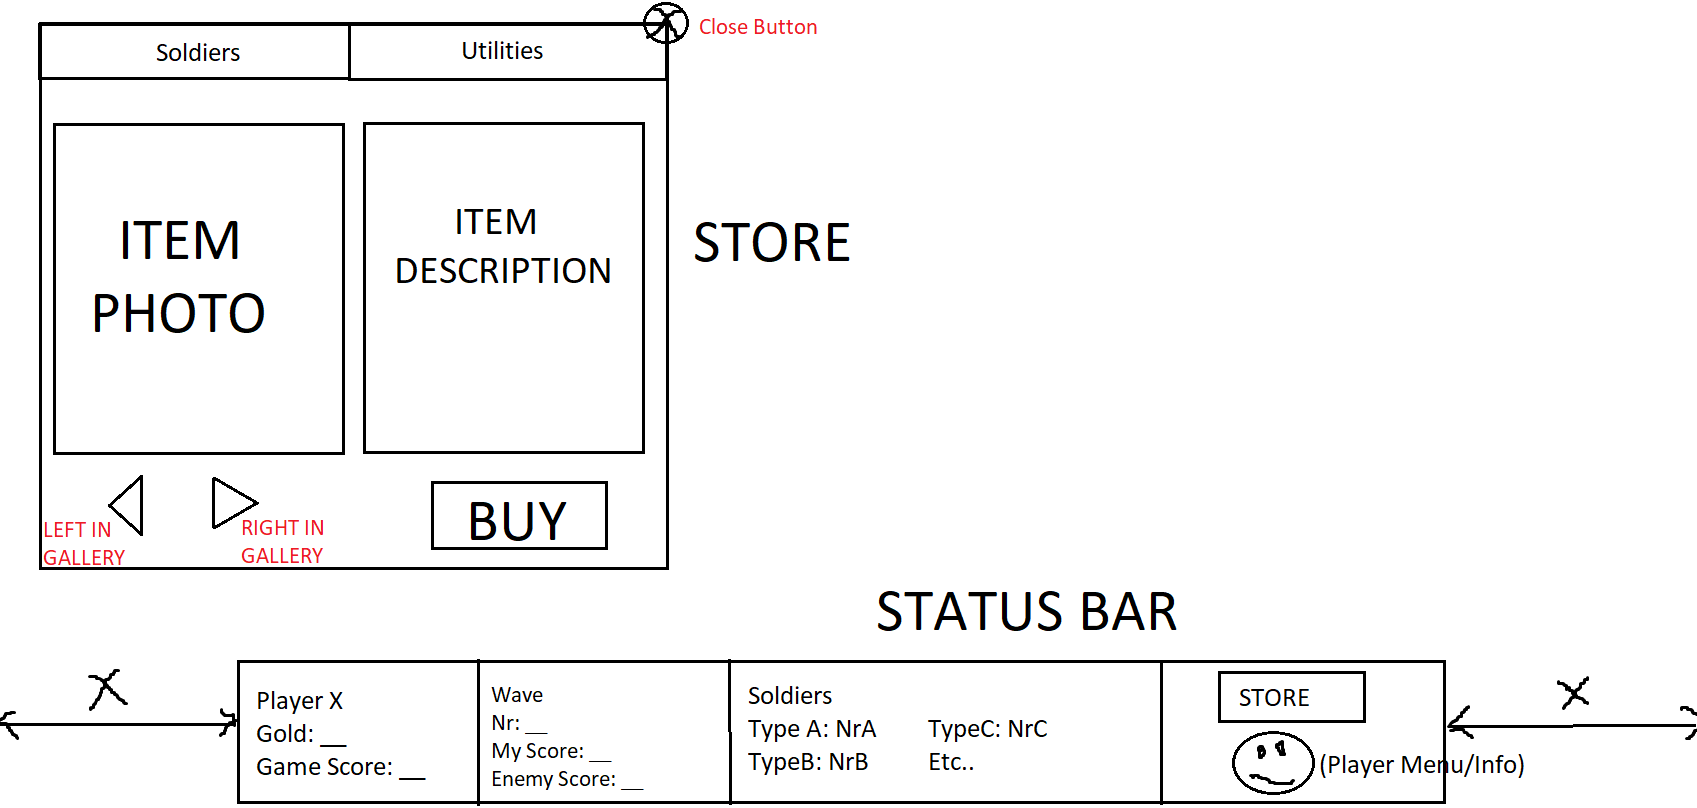 Close Button
Soldiers
Utilities
ITEM
PHOTO
ITEM
DESCRIPTION
STORE
LEFT IN
GALLERY
RIGHT IN
GALLERY
BUY
STATUS BAR
X
Player X
Gold: __
Game Score: __
Wave
Nr: __
My Score: __
Enemy Score: __
Soldiers
Type A: NrA
TypeC: NrC
TypeB: NrB
Etc..
STORE
(Player Menu/Info)
X